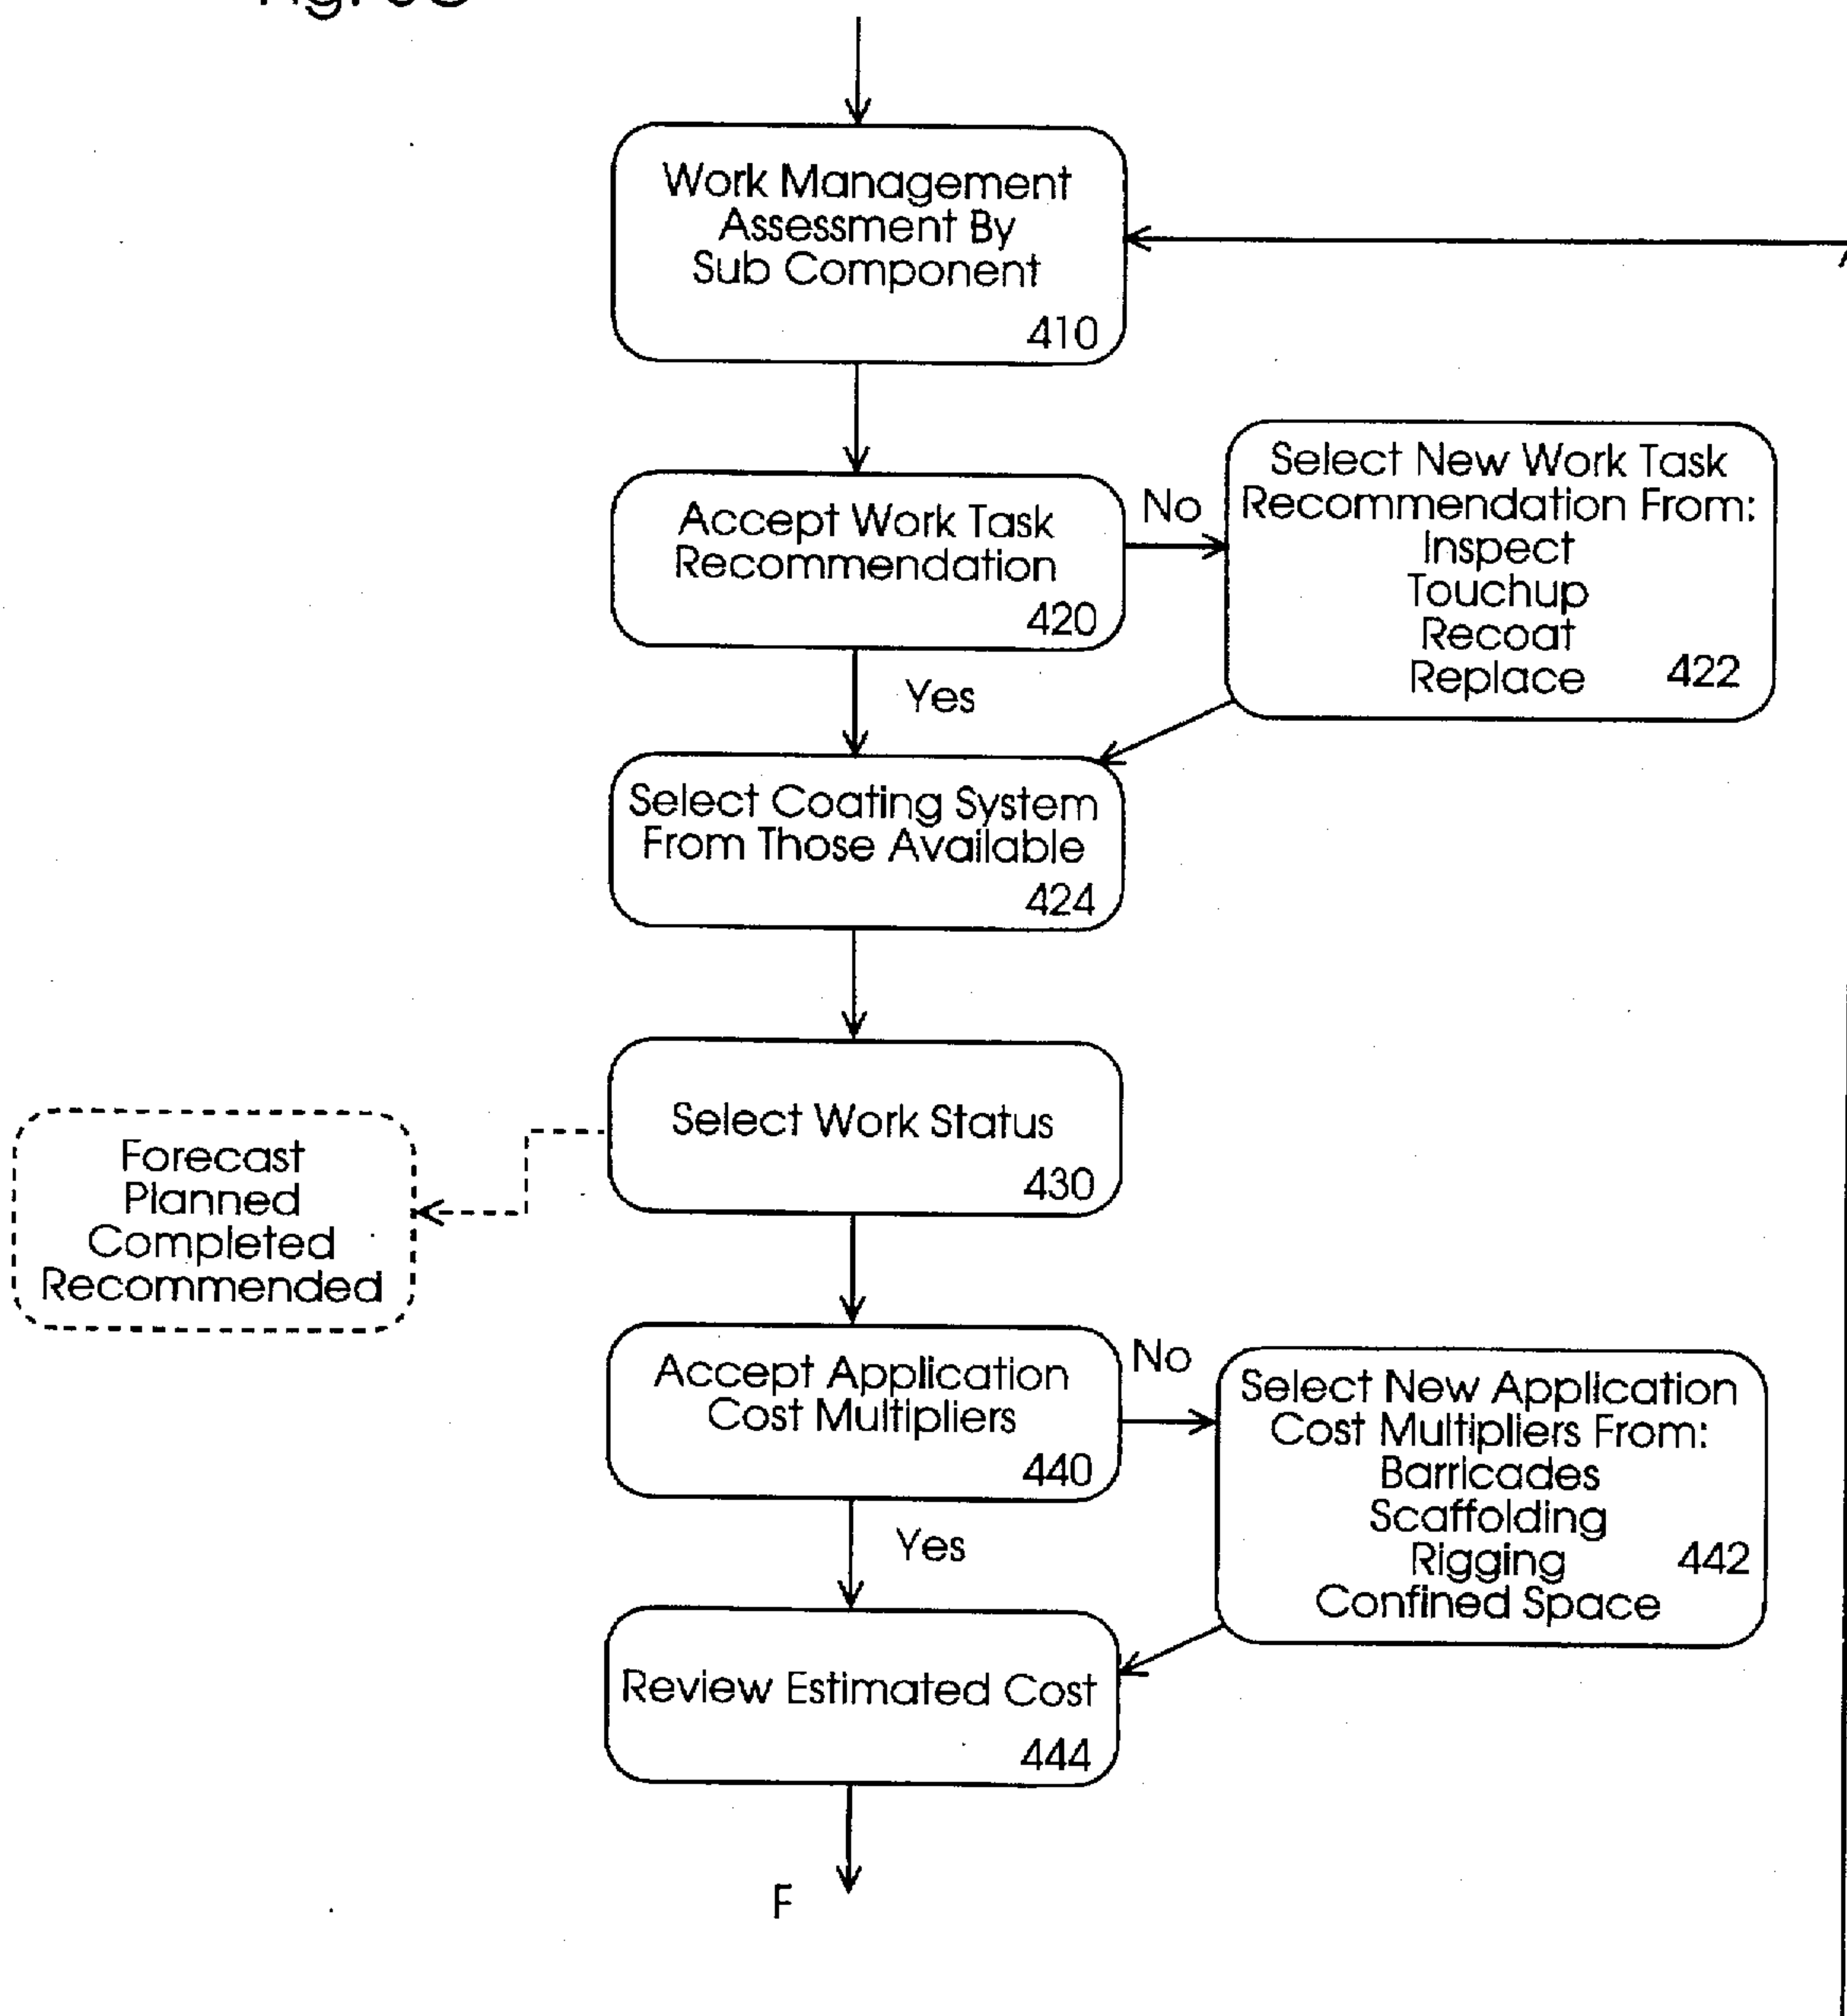 Work Management
Assessment By
Sub Component
410
Accept Work Task
Recommendation
420
No
Select New Work Task
Recommendation From:
Inspect
Touchup
Recoat
Replace 422
Yes
Select Coating System
From Those Available
424
Select Work Status
430
Forecast
Planned
Completed
Recommended
Accept Application
Cost Multipliers
440
No
Select New Application
Cost Multipliers From:
Barricades
Scaffolding
Rigging 442
Confined Space
Yes
Review Estimated Cost
444
F